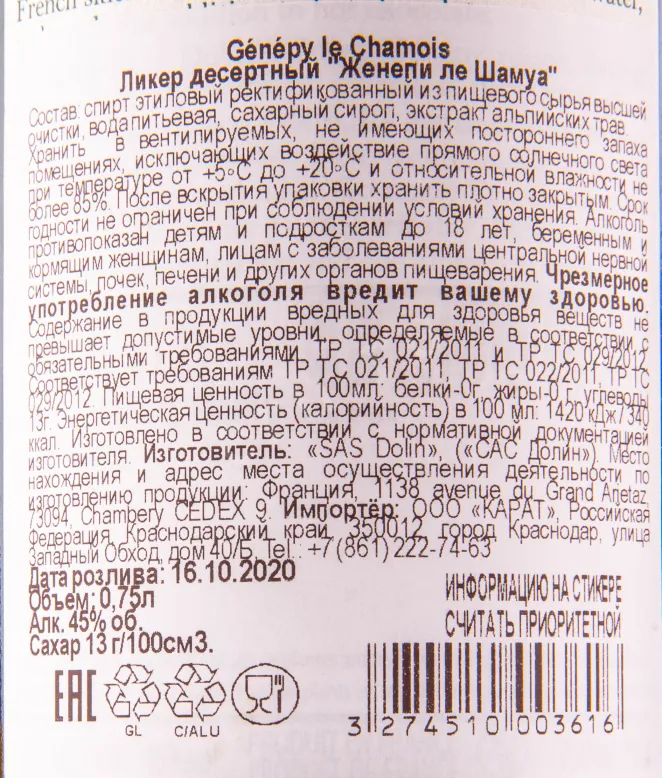 French
water,
Génépy le Chamois
Ликер десертный "Женепи ле Шамуа"
Состав: спирт этиловый ректификованный из пищевого сырья высшей
очистки, вода питьевая, сахарный сироп, экстракт альпийских трав.
Хранить в вентилируемых, не имеющих постороннего запаха
помещениях, исключающих воздействие прямого солнечного света
при температуре от +5◦С до +20◦С и относительной влажности не
более 85%. После вскрытия упаковки хранить плотно закрытым. Срок
годности не ограничен при соблюдении условий хранения. Алкоголь
противопоказан детям и подросткам до 18 лет, беременным и
кормящим женщинам, лицам с заболеваниями центральной нервной
системы, почек, печени и других органов пищеварения. Чрезмерное
употребление алкоголя вредит вашему здоровью.
Содержание в продукции вредных для здоровья веществ не
превышает допустимые уровни, определяемые в соответствии с
обязательными требованиями ТР ТС 021/2011 и ТР ТС 029/2012.
Соответствует требованиям ТР ТС 021/2011, ТР ТС 022/2011, ТР ТС
029/2012. Пищевая ценность в 100мл: белки-0г, жиры-0 г, углеводы
13г. Энергетическая ценность (калорийность) в 100 мл: 1420 кДж/340
ккал. Изготовлено в соответствии с нормативной документацией
изготовителя. Изготовитель: «SAS Dolin», («САС Долин»). Место
нахождения и адрес места осуществления деятельности по
изготовлению продукции: Франция, 1138 avenue du Grand Anetaz,
73094, Chambery CEDEX 9. Импортёр: ООО «КАРАТ», Российская
Федерация, Краснодарский край, 350012, город Краснодар, улица
Западный Обход, дом 40/Б, Tel.: +7 (861) 222-74-63
Дата розлива: 16.10.2020
Объем: 0,75л
Алк. 45% об.
Сахар 13 г/100см3.
ИНФОРМАЦИЮ НА СТИКЕРЕ
СЧИТАТЬ ПРИОРИТЕТНОЙ
EAC
GL
C/ALU
3 274510 003616